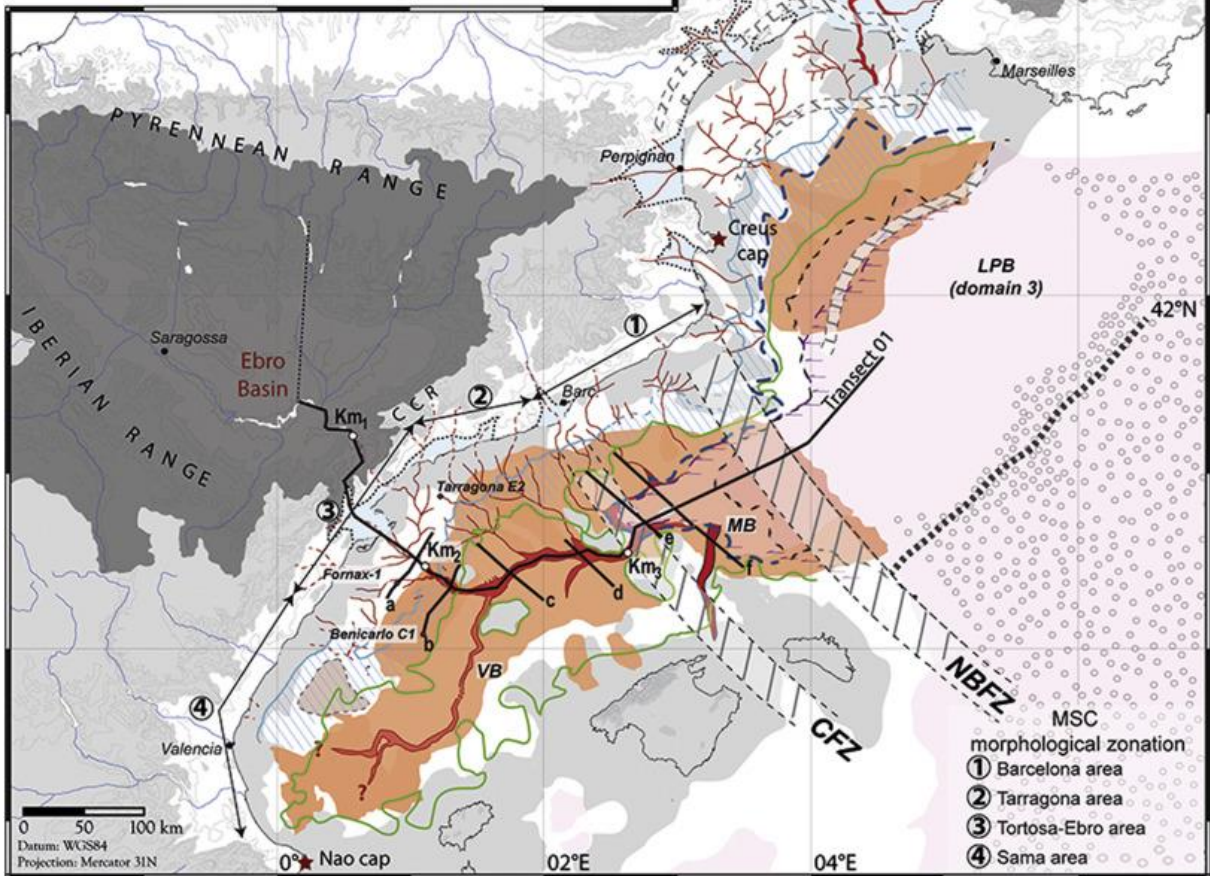 Marseilles
PYRENNEAN RANGE
Perpignan
Creus
cap
LPB
(domain 3)
42°N
IBERIAN RANGE
Saragossa
Ebro
Basin
①
②
CCR
Barc.
Transect 01
Km1
Tarragona E2
③
Fornax-1
Km2
MB
e
Km3
f
a
c
d
Benicarlo C1
b
VB
④
Valencia
NBFZ
CFZ
?
?
MSC
morphological zonation
① Barcelona area
② Tarragona area
③ Tortosa-Ebro area
④ Sama area
0 50 100 km
Datum: WGS84
Projection: Mercator 31N
0°
Nao cap
02°E
04°E